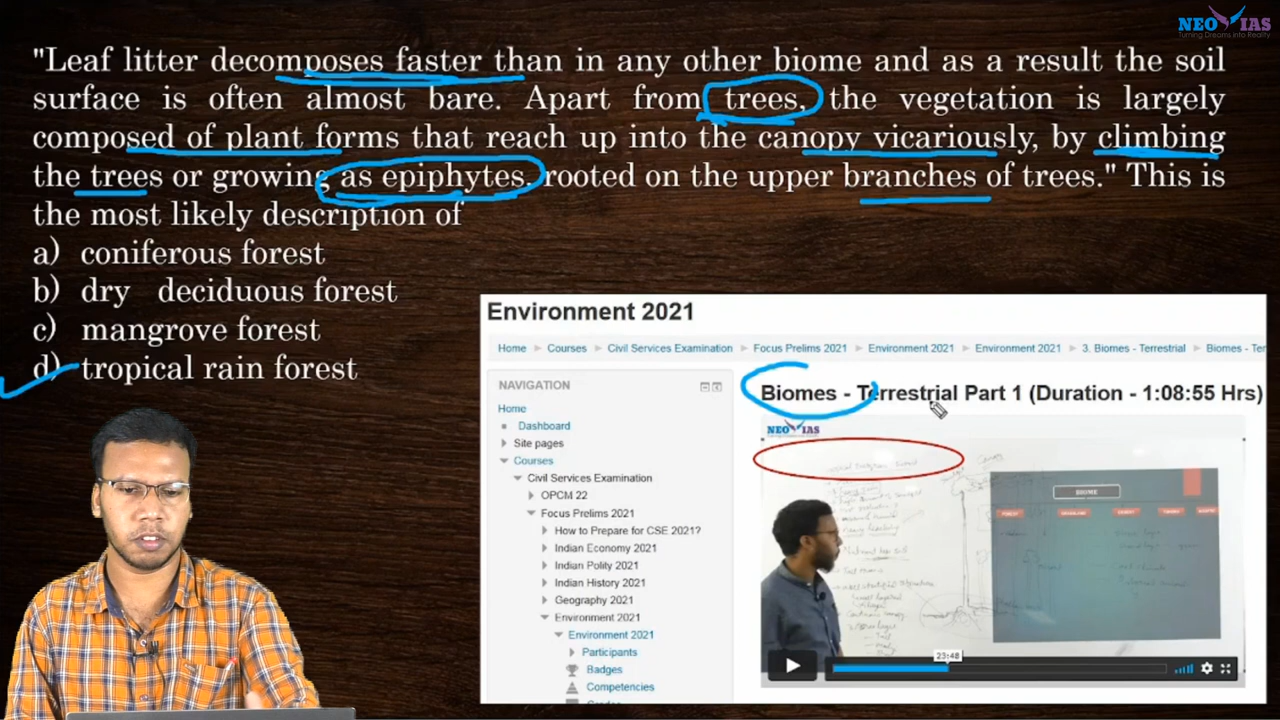 NEO IAS
Turning Dreams into Reality
"Leaf litter decomposes faster than in any other biome and as a result the soil
surface is often almost bare. Apart from trees, the vegetation is largely
composed of plant forms that reach up into the canopy vicariously, by climbing
the trees or growing as epiphytes, rooted on the upper branches of trees." This is
the most likely description of
a) coniferous forest
b) dry deciduous forest
c) mangrove forest
d) tropical rain forest
Environment 2021
Home Courses Civil Services Examination Focus Prelims 2021 Environment 2021 Environment 2021 3. Biomes - Terrestrial Biomes - Ter
NAVIGATION
Home
Dashboard
Site pages
Courses
Civil Services Examination
OPCM 22
Focus Prelims 2021
How to Prepare for CSE 2021?
Indian Economy 2021
Indian Polity 2021
Indian History 2021
Geography 2021
Environment 2021
Environment 2021
Participants
Badges
Competencies
Grades
Biomes - Terrestrial Part 1 (Duration - 1:08:55 Hrs)
NEO IAS
BIOME
23:48